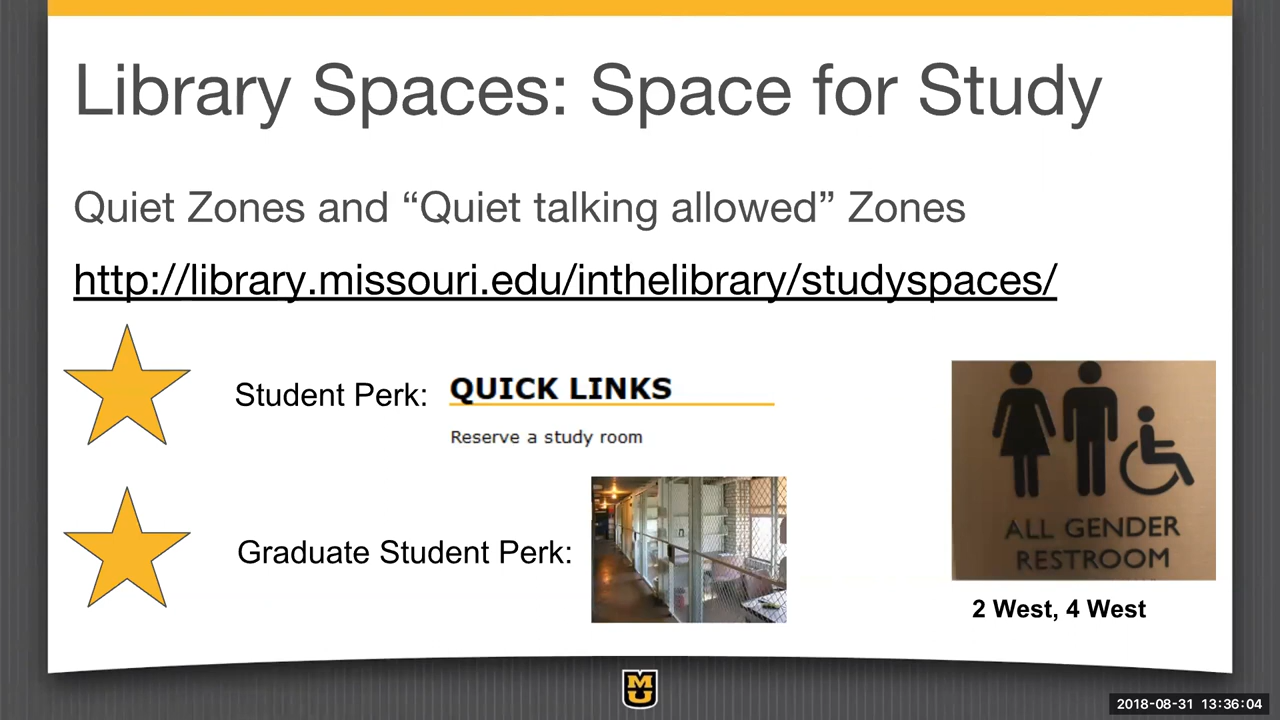 Library Spaces: Space for Study
Quiet Zones and “Quiet talking allowed” Zones
http://library.missouri.edu/inthelibrary/studyspaces/
Student Perk:
QUICK LINKS
Reserve a study room
Graduate Student Perk:
ALL GENDER
RESTROOM
2 West, 4 West
MU
2018-08-31 13:36:04